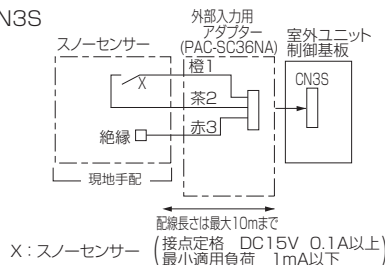 N3S
外部入力用
アダプター
(PAC-SC36NA)
スノーセンサー
室外ユニット
制御基板
橙1
X
CN3S
茶2
赤3
絶縁
現地手配
配線長さは最大10mまで
X：スノーセンサー (接点定格 DC15V 0.1A以上
最小適用負荷 1mA以下)